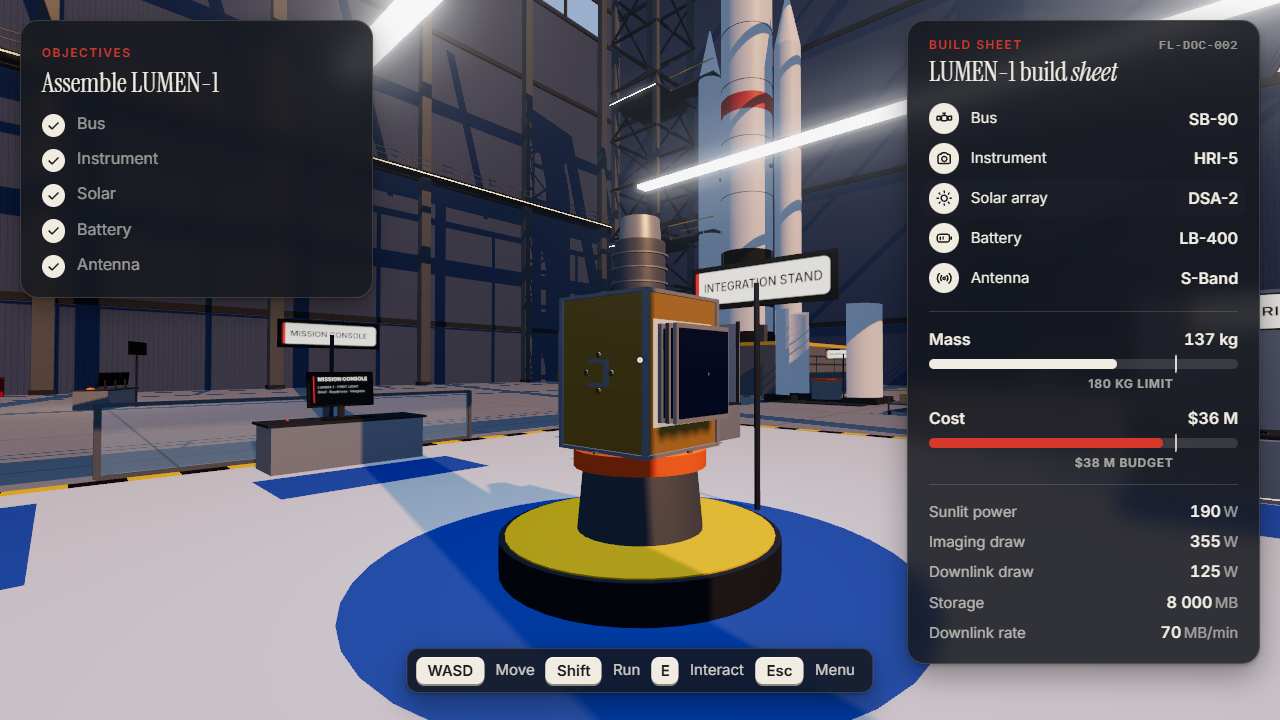 OBJECTIVES
Assemble LUMEN-1
Bus
Instrument
Solar
Battery
Antenna
BUILD SHEET
FL-DOC-002
LUMEN-1 build sheet
Bus
SB-90
Instrument
HRI-5
Solar array
DSA-2
Battery
LB-400
Antenna
S-Band
Mass
137 kg
180 KG LIMIT
Cost
$36 M
$38 M BUDGET
Sunlit power
190 W
Imaging draw
355 W
Downlink draw
125 W
Storage
8 000 MB
Downlink rate
70 MB/min
INTEGRATION STAND
MISSION CONSOLE
MISSION CONSOLE
RI
WASD Move Shift Run E Interact Esc Menu